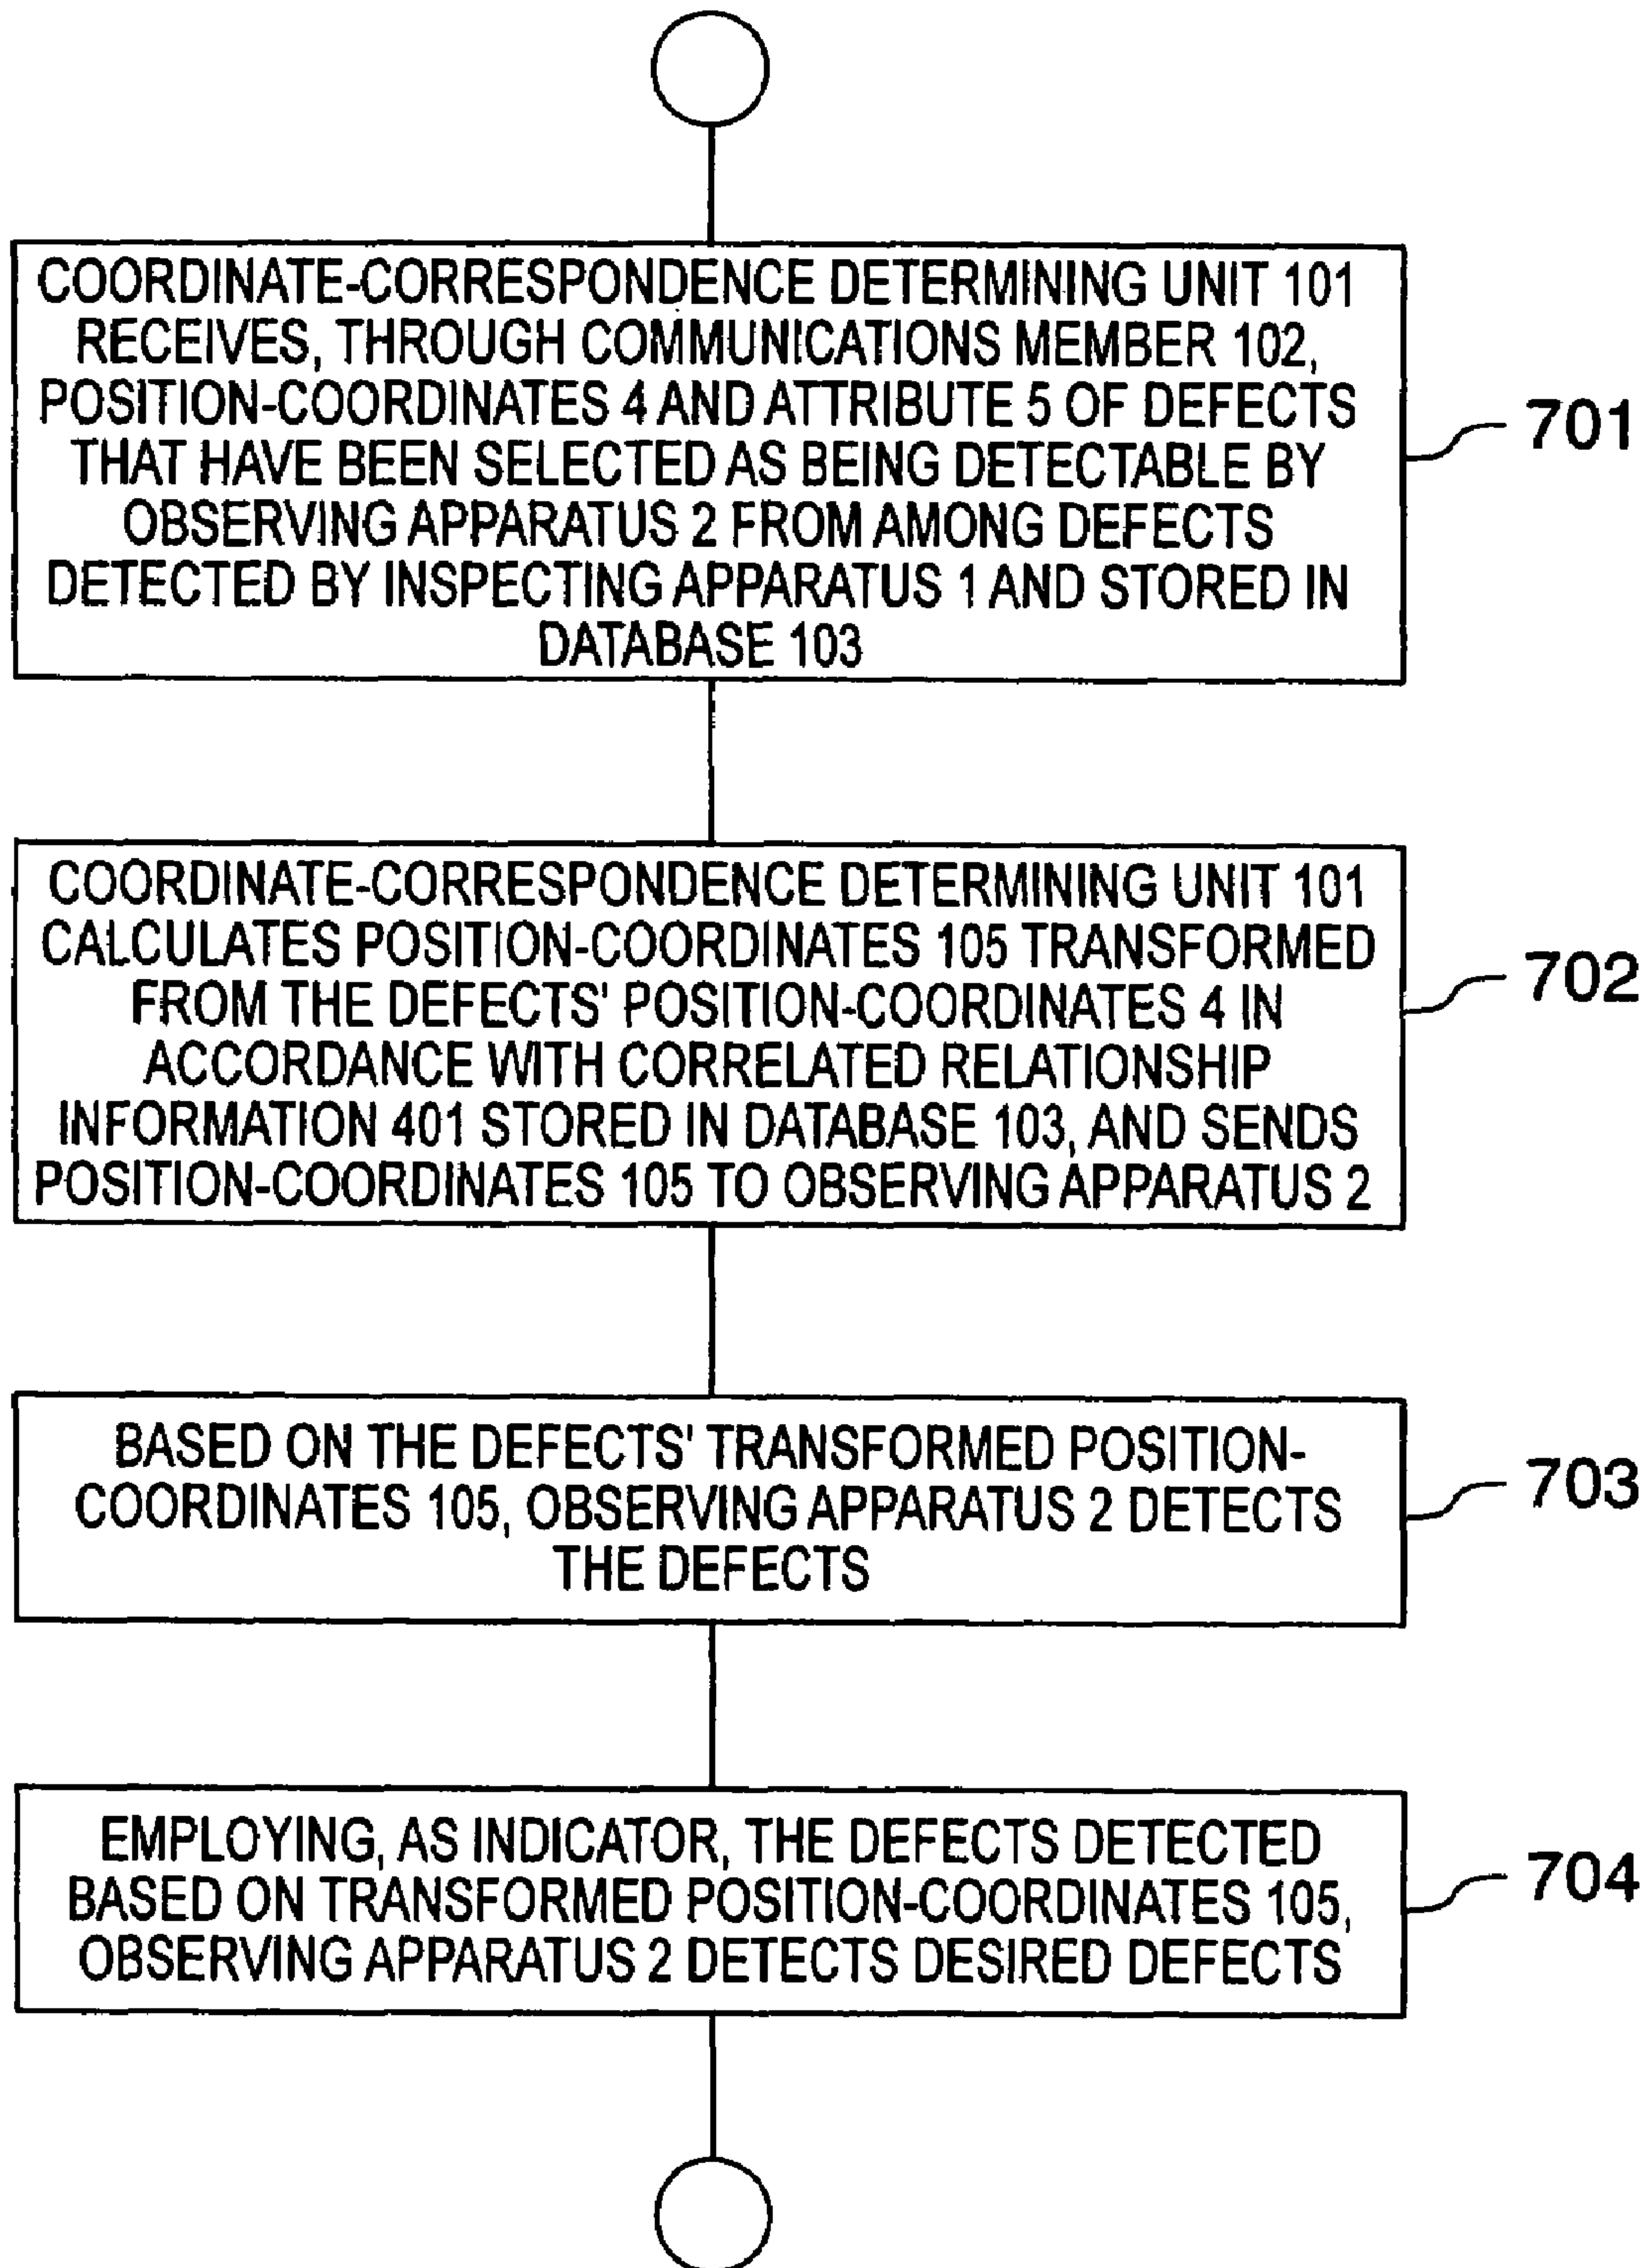 COORDINATE-CORRESPONDENCE DETERMINING UNIT 101
RECEIVES, THROUGH COMMUNICATIONS MEMBER 102,
POSITION-COORDINATES 4 AND ATTRIBUTE 5 OF DEFECTS
THAT HAVE BEEN SELECTED AS BEING DETECTABLE BY
OBSERVING APPARATUS 2 FROM AMONG DEFECTS
DETECTED BY INSPECTING APPARATUS 1 AND STORED IN
DATABASE 103
701
COORDINATE-CORRESPONDENCE DETERMINING UNIT 101
CALCULATES POSITION-COORDINATES 105 TRANSFORMED
FROM THE DEFECTS' POSITION-COORDINATES 4 IN
ACCORDANCE WITH CORRELATED RELATIONSHIP
INFORMATION 401 STORED IN DATABASE 103, AND SENDS
POSITION-COORDINATES 105 TO OBSERVING APPARATUS 2
702
BASED ON THE DEFECTS' TRANSFORMED POSITION-
COORDINATES 105, OBSERVING APPARATUS 2 DETECTS
THE DEFECTS
703
EMPLOYING, AS INDICATOR, THE DEFECTS DETECTED
BASED ON TRANSFORMED POSITION-COORDINATES 105,
OBSERVING APPARATUS 2 DETECTS DESIRED DEFECTS
704